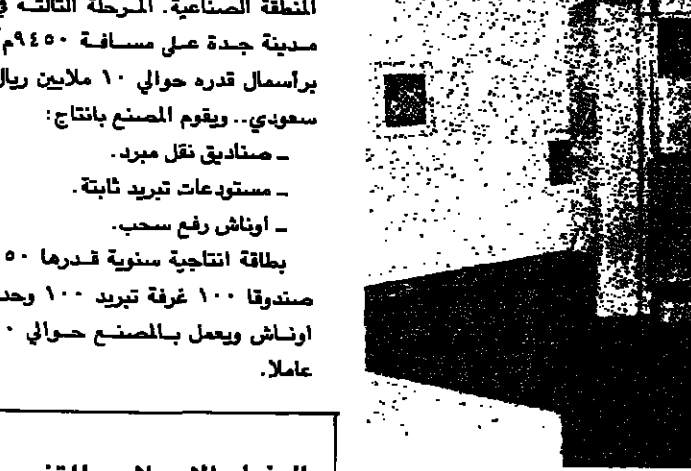 المنطقة الصناعية. المرحلة الثالثة في
مدينة جدة على مسافة ٩٤٥٠م
برأسمال قدره حوالي ١٠ ملايين ريال
سعودي.. ويقوم المصنع بانتاج:
ـ صناديق نقل مبرد.
ـ مستودعات تبريد ثابتة.
ـ اوناش رفع سحب.
بطاقة انتاجية سنوية قدرها ٥٠
صندوقا ١٠٠ غرفة تبريد ١٠٠ وحد
اوناش ويعمل بالمصنع حوالي ٠
عاملا.